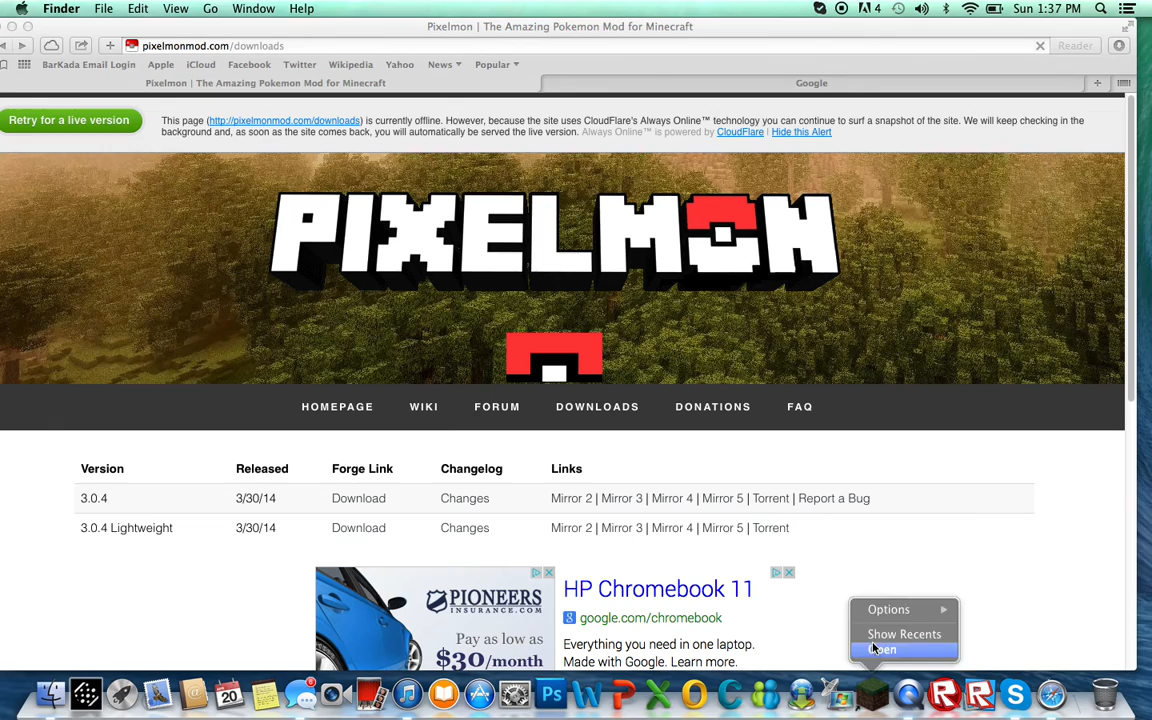 Finder File Edit View Go Window Help 4 Sun 1:37 PM
Pixelmon | The Amazing Pokemon Mod for Minecraft
pixelmonmod.com/downloads Reader
BarKada Email Login Apple iCloud Facebook Twitter Wikipedia Yahoo News Popular
Pixelmon | The Amazing Pokemon Mod for Minecraft Google
Retry for a live version
This page (http://pixelmonmod.com/downloads) is currently offline. However, because the site uses CloudFlare's Always Online™ technology you can continue to surf a snapshot of the site. We will keep checking in the
background and, as soon as the site comes back, you will automatically be served the live version. Always Online™ is powered by CloudFlare | Hide this Alert
PIXELMON
HOMEPAGE WIKI FORUM DOWNLOADS DONATIONS FAQ
Version Released Forge Link Changelog Links
3.0.4 3/30/14 Download Changes Mirror 2 | Mirror 3 | Mirror 4 | Mirror 5 | Torrent | Report a Bug
3.0.4 Lightweight 3/30/14 Download Changes Mirror 2 | Mirror 3 | Mirror 4 | Mirror 5 | Torrent
PIONEERS
INSURANCE.COM
Pay as low as
$30/month
HP Chromebook 11
8 google.com/chromebook
Everything you need in one laptop.
Made with Google. Learn more.
Options
Show Recents
Open
20
6
Ps W P X O C R R S